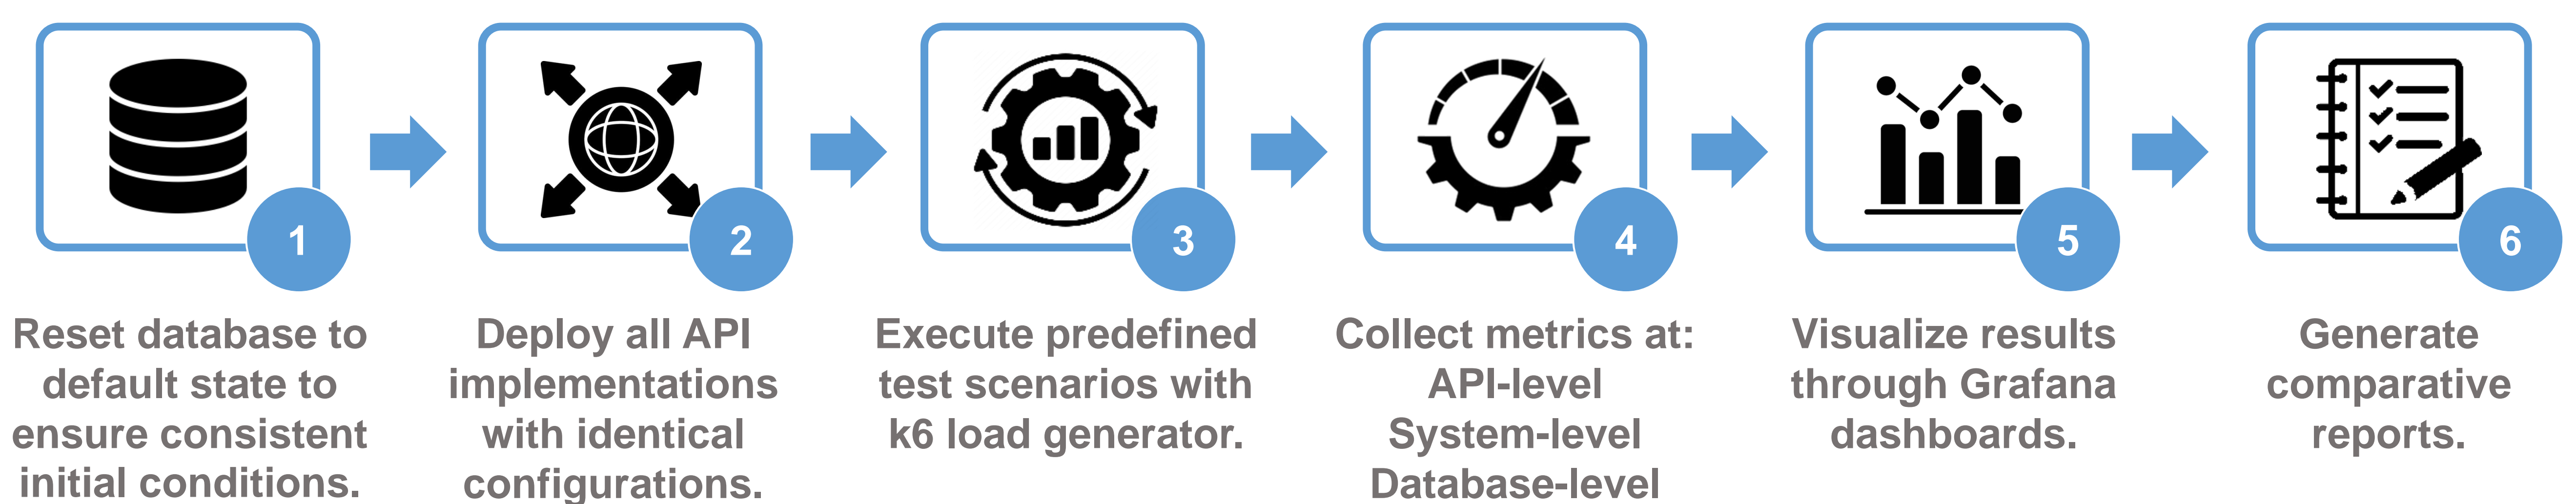 1
Reset database to
default state to
ensure consistent
initial conditions.
2
Deploy all API
implementations
with identical
configurations.
3
Execute predefined
test scenarios with
k6 load generator.
4
Collect metrics at:
API-level
System-level
Database-level
5
Visualize results
through Grafana
dashboards.
6
Generate
comparative
reports.